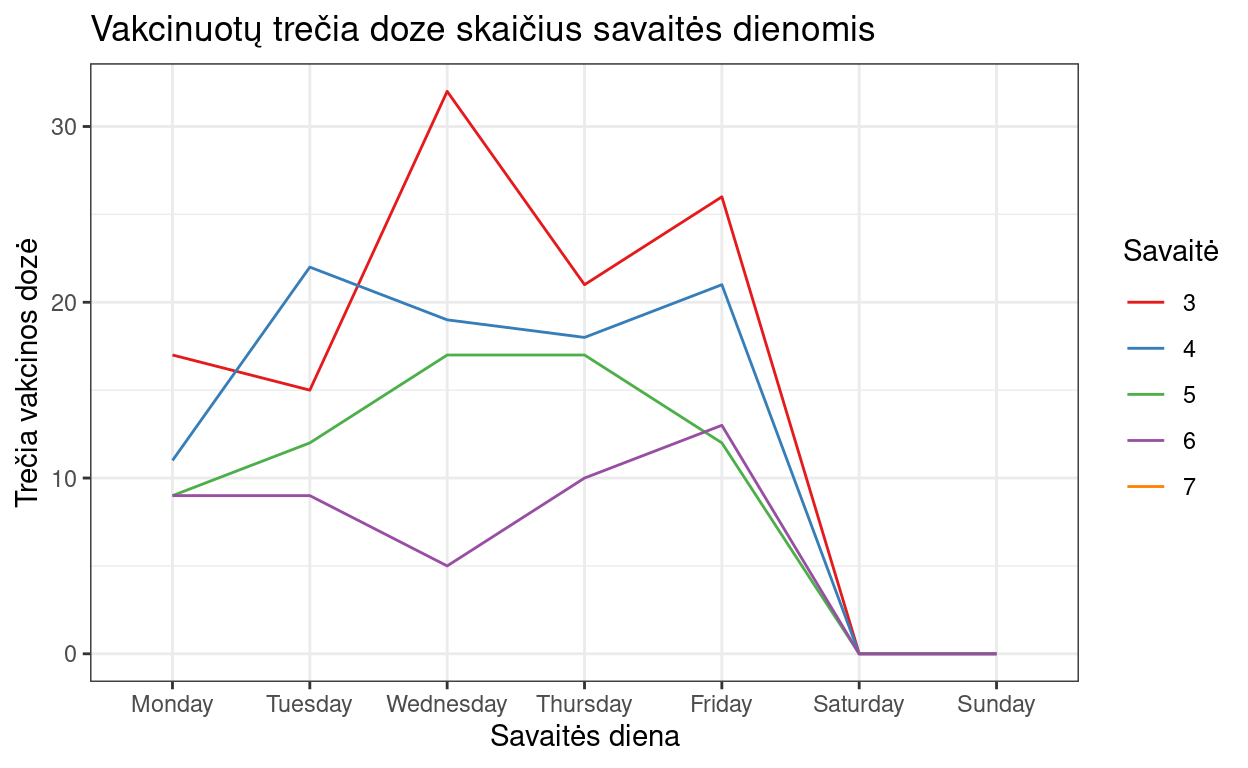 Vakcinuotų trečia doze skaičius savaitės dienomis
Trečia vakcinos dozė
30
20
10
0
Monday Tuesday Wednesday Thursday Friday Saturday Sunday
Savaitės diena
Savaitė
3
4
5
6
7